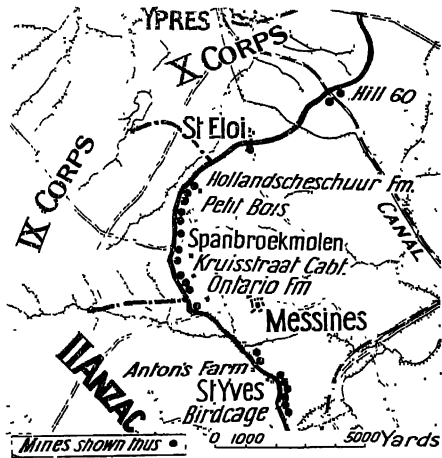 YPRES
X CORPS
Hill 60
St Eloi
Hollandscheschuur Fm.
Petit Bois
IX CORPS
CANAL
Spanbroekmolen
Kruisstraat Cabt.
Ontario Fm
Messines
II ANZAC
Anton's Farm
St Yves
Birdcage
Mines shown thus
0 1000 5000 Yards